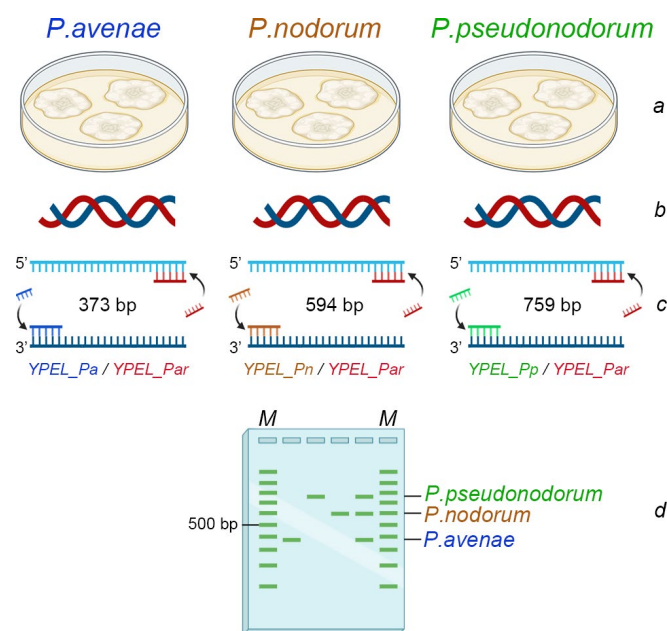 P.avenae P.nodorum P.pseudonodorum
a
b
5' 5' 5'
373 bp 594 bp 759 bp c
3' 3' 3'
YPEL_Pa / YPEL_Par YPEL_Pn / YPEL_Par YPEL_Pp / YPEL_Par
M M
P.pseudonodorum
P.nodorum d
500 bp
P.avenae